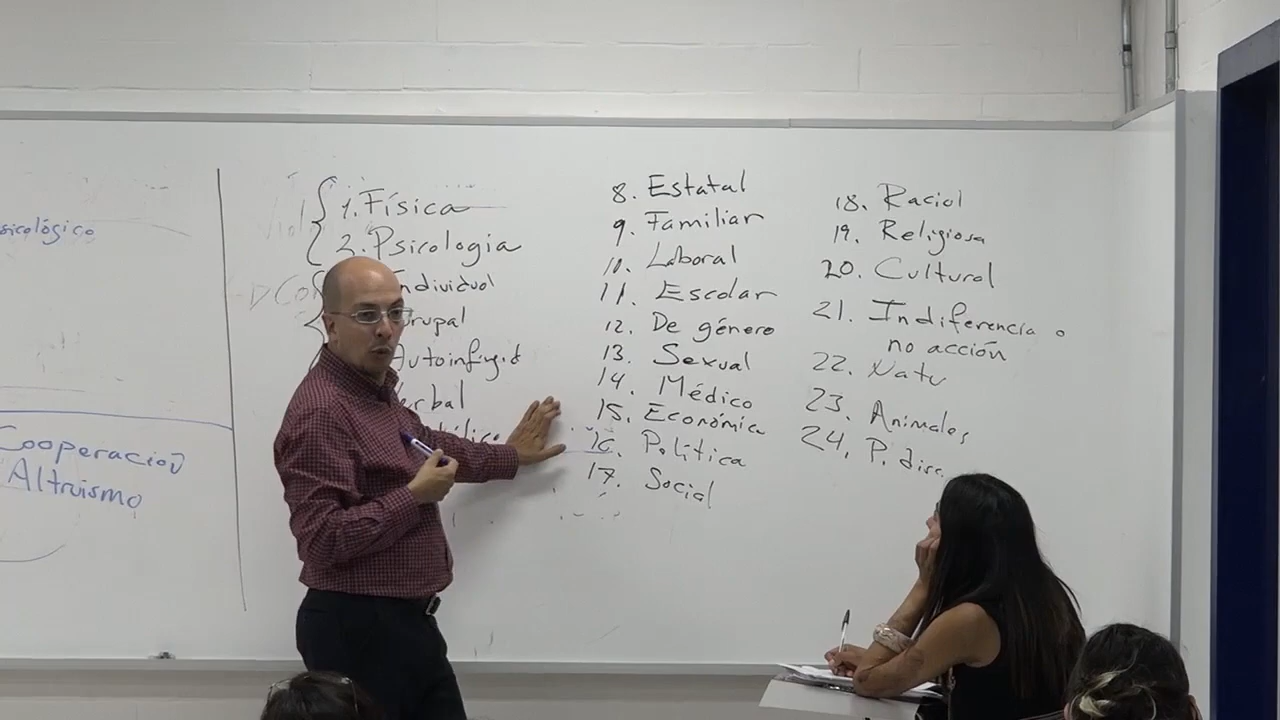 sicológico
Cooperación
Altruismo
1. Física
2. Psicologia
Individual
Grupal
Autoinfligid
Verbal
8. Estatal
9. Familiar
10. Laboral
11. Escolar
12. De género
13. Sexual
14. Médico
15. Económica
16. Política
17. Social
18. Racial
19. Religiosa
20. Cultural
21. Indiferencia o
no acción
22. Natu
23. Animales
24. P. disc.